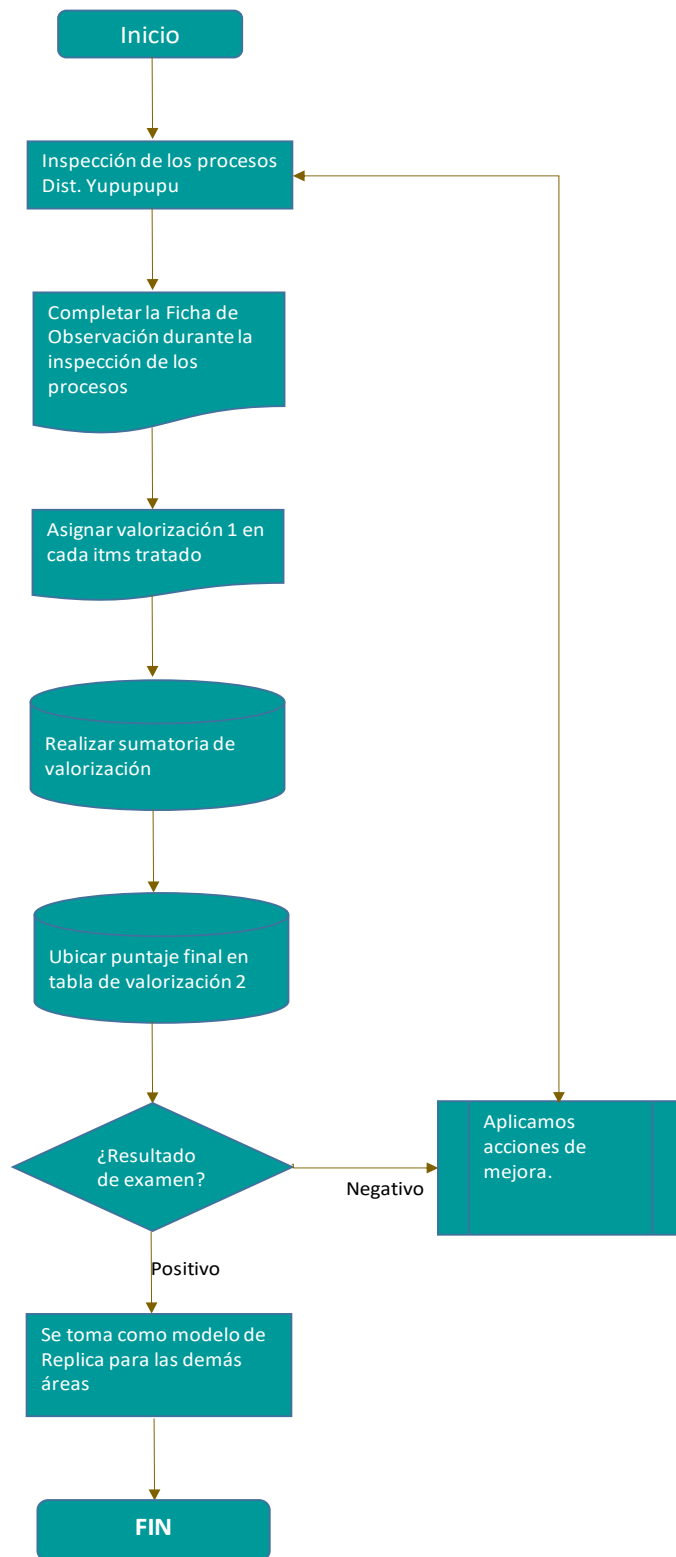 Inicio
Inspección de los procesos
Dist. Yupupupu
Completar la Ficha de
Observación durante la
inspección de los
procesos
Asignar valorización 1 en
cada itms tratado
Realizar sumatoria de
valorización
Ubicar puntaje final en
tabla de valorización 2
¿Resultado
de examen?
Negativo
Aplicamos
acciones de
mejora.
Positivo
Se toma como modelo de
Replica para las demás
áreas
FIN